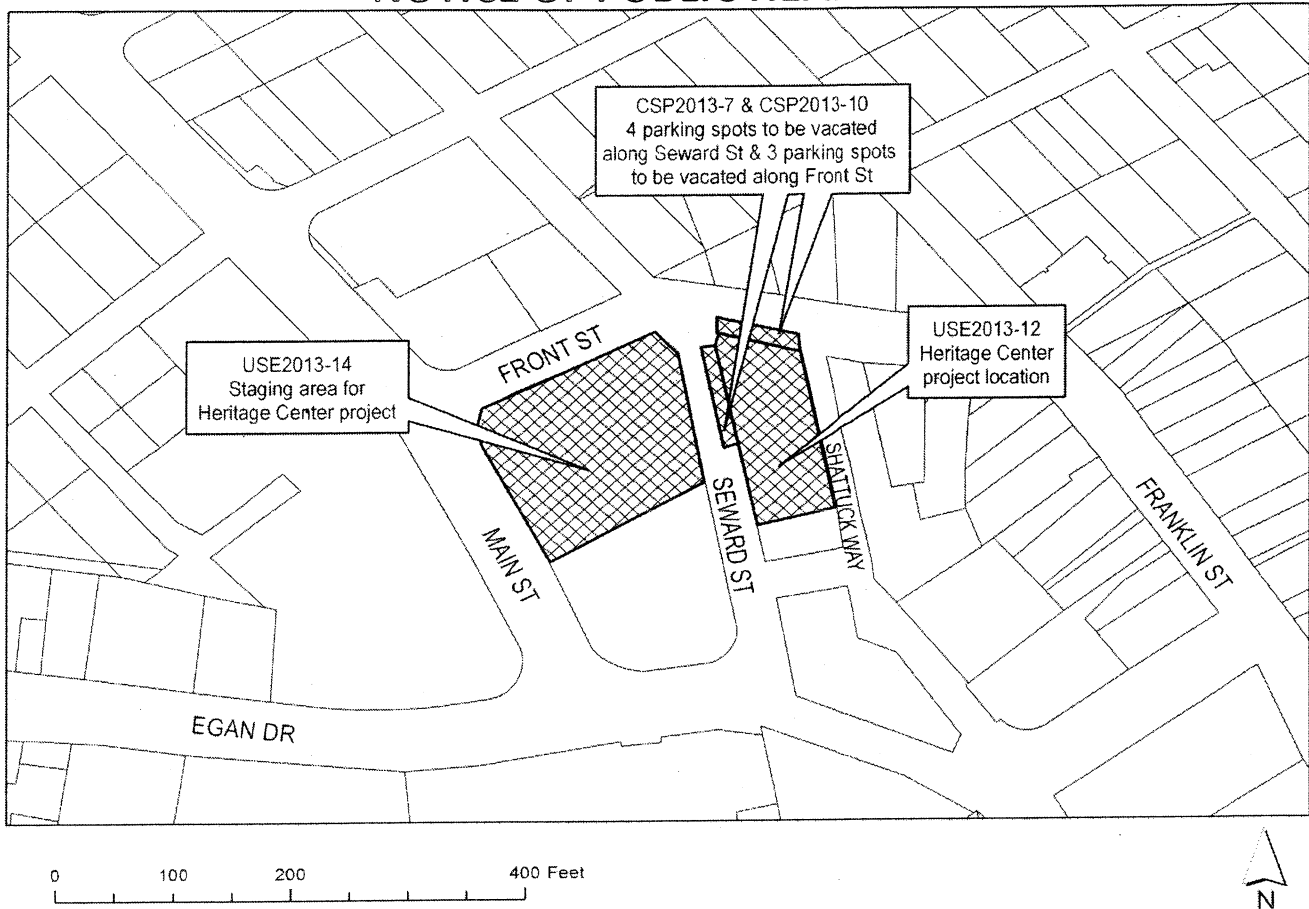 CSP2013-7 & CSP2013-10
4 parking spots to be vacated
along Seward St & 3 parking spots
to be vacated along Front St
USE2013-14
Staging area for
Heritage Center project
FRONT ST
USE2013-12
Heritage Center
project location
MAIN ST
SEWARD ST
SHATTUCK WAY
FRANKLIN ST
EGAN DR
0 100 200 400 Feet
N